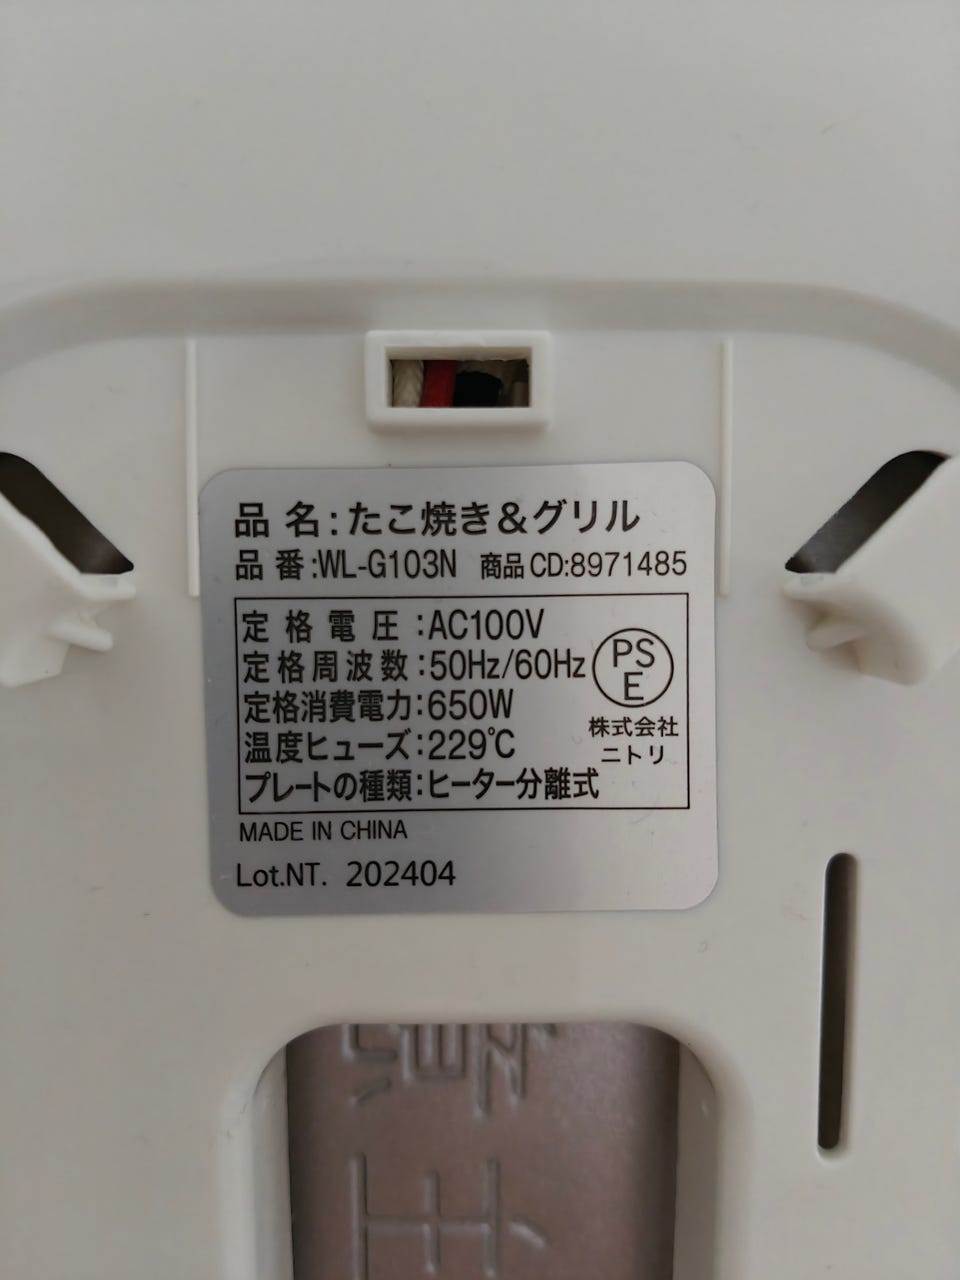 品名:たこ焼き&グリル
品番:WL-G103N 商品CD:8971485
定格電圧:AC100V
定格周波数:50Hz/60Hz
定格消費電力:650W
温度ヒューズ:229℃
プレートの種類:ヒーター分離式
PS
E
株式会社
ニトリ
MADE IN CHINA
Lot.NT. 202404